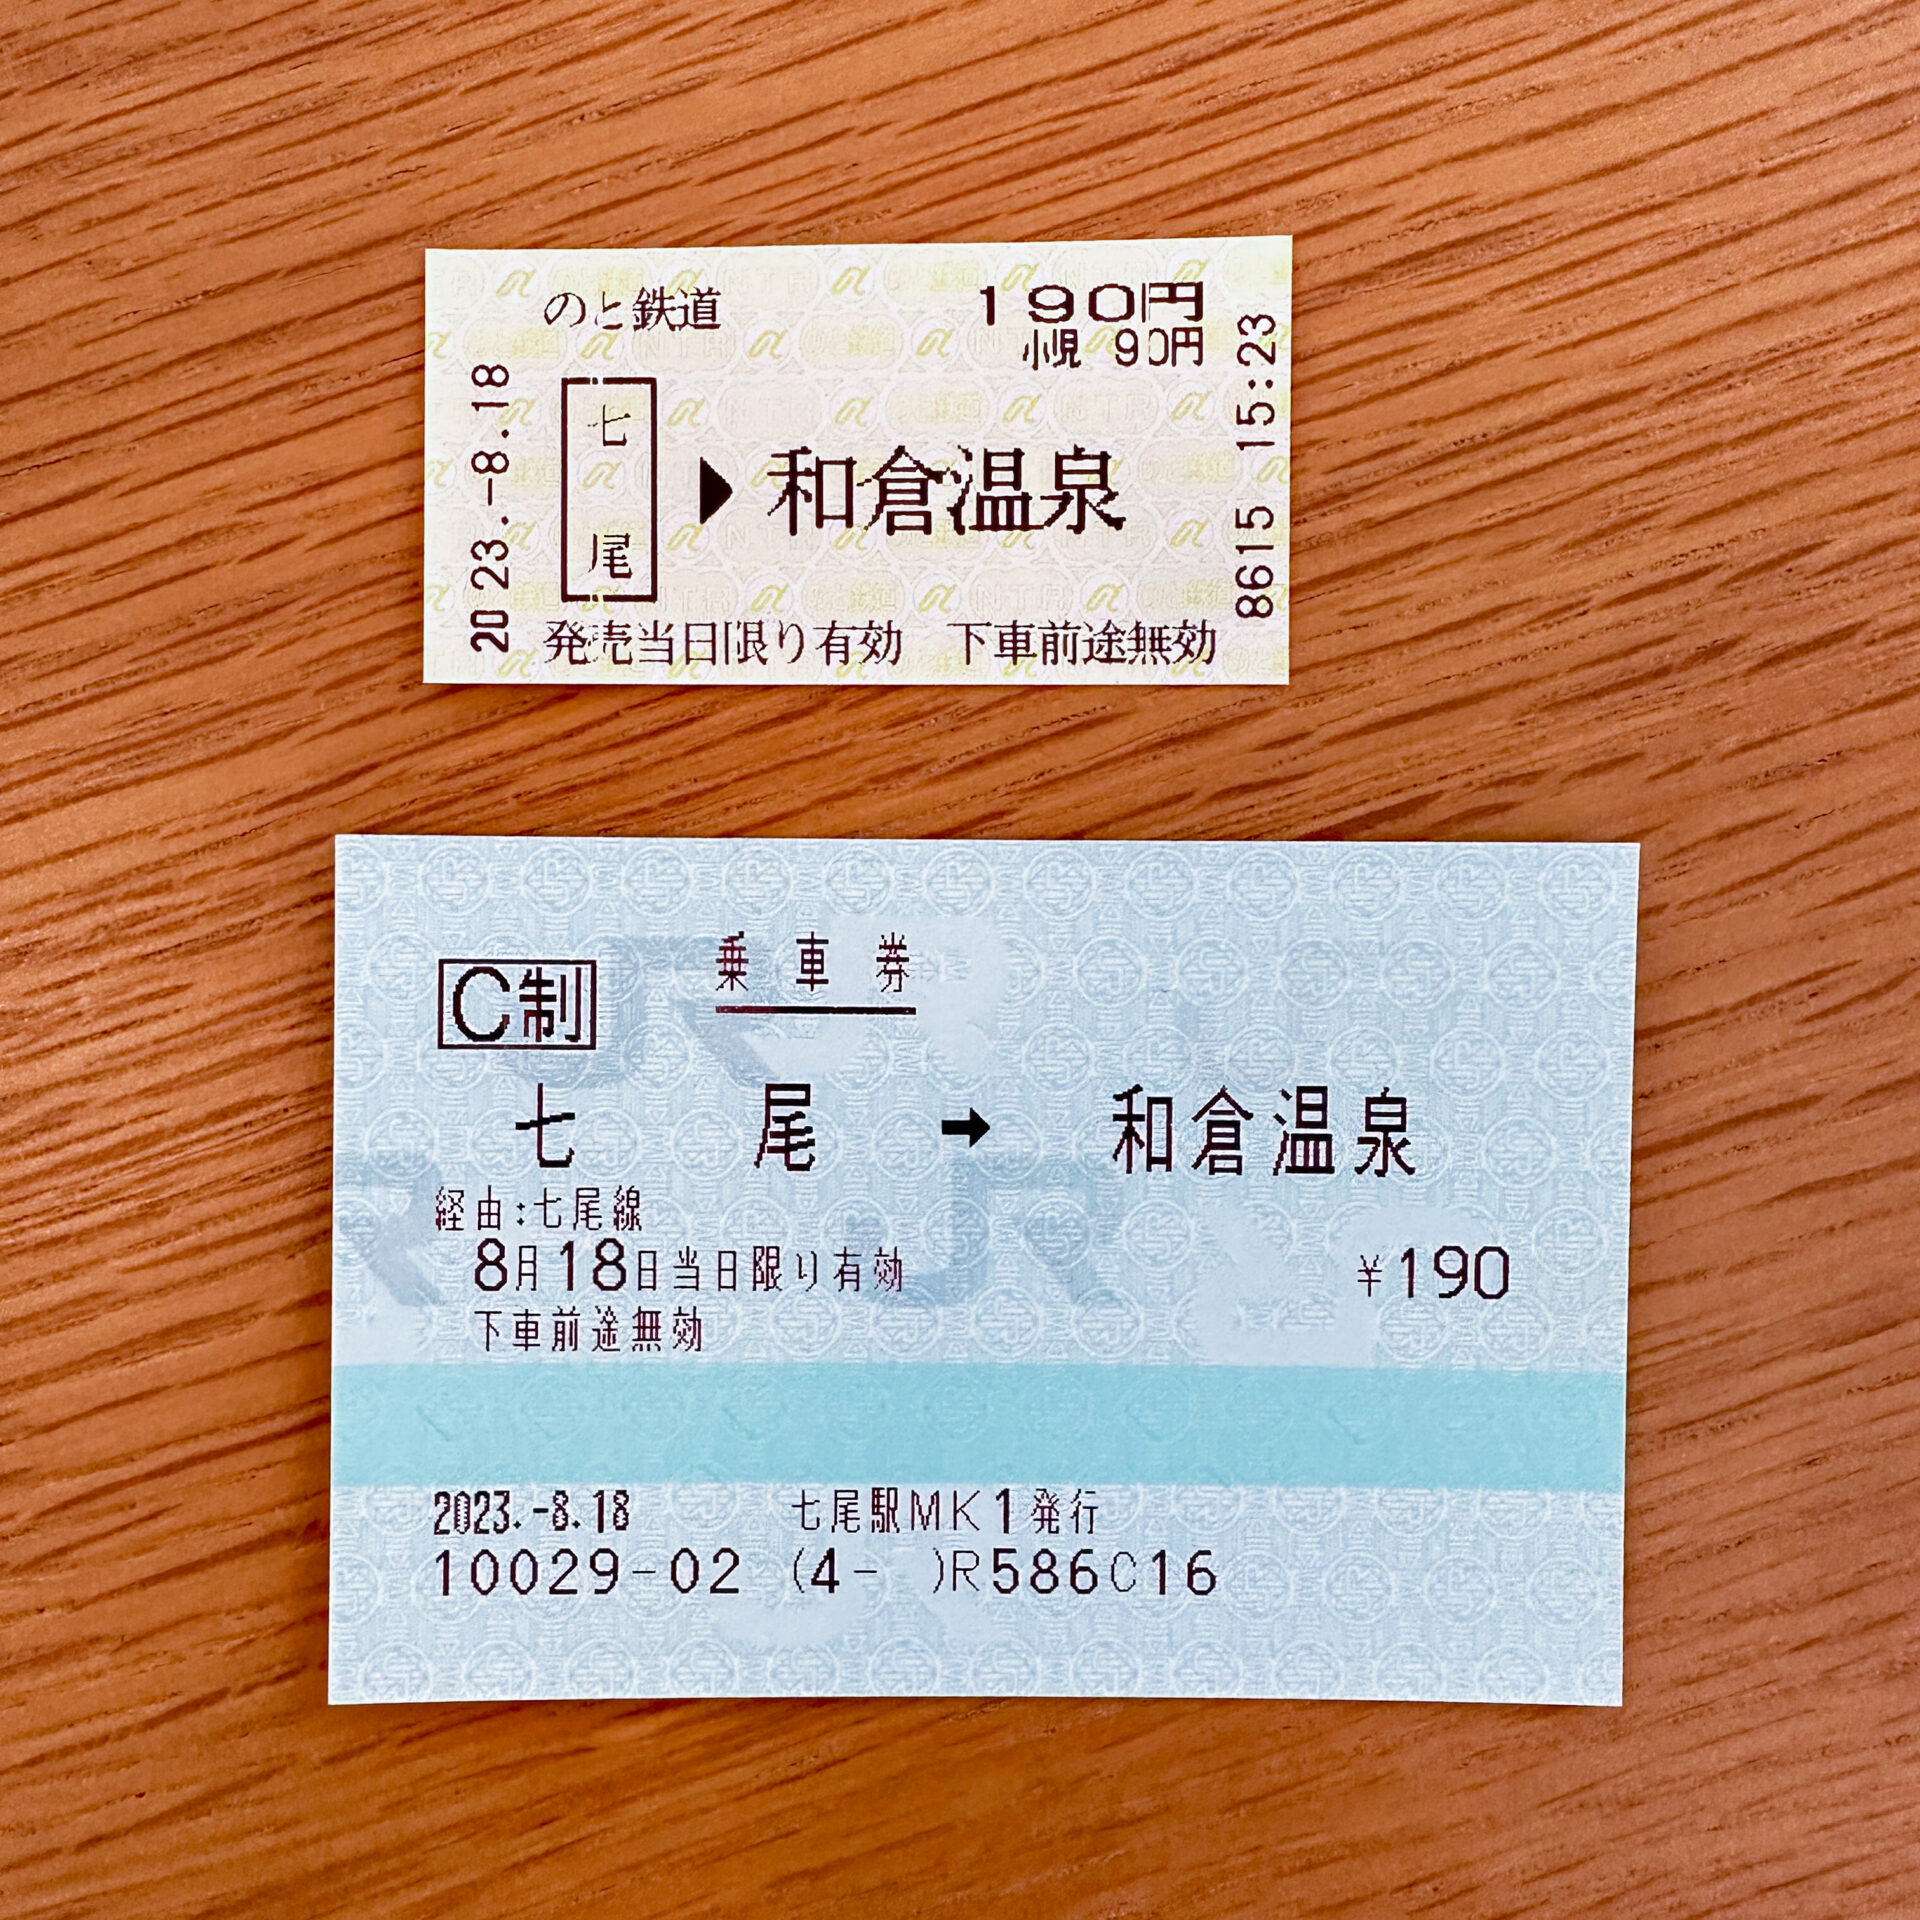 のと鉄道
190円
小児 90円
2023.-8.18
七尾
▶和倉温泉
8615 15:23
発売当日限り有効 下車前途無効
C制
乗車券
七尾 → 和倉温泉
経由:七尾線
8月18日当日限り有効
¥190
下車前途無効
2023.-8.18 七尾駅MK1発行
10029-02 (4- )R586C16